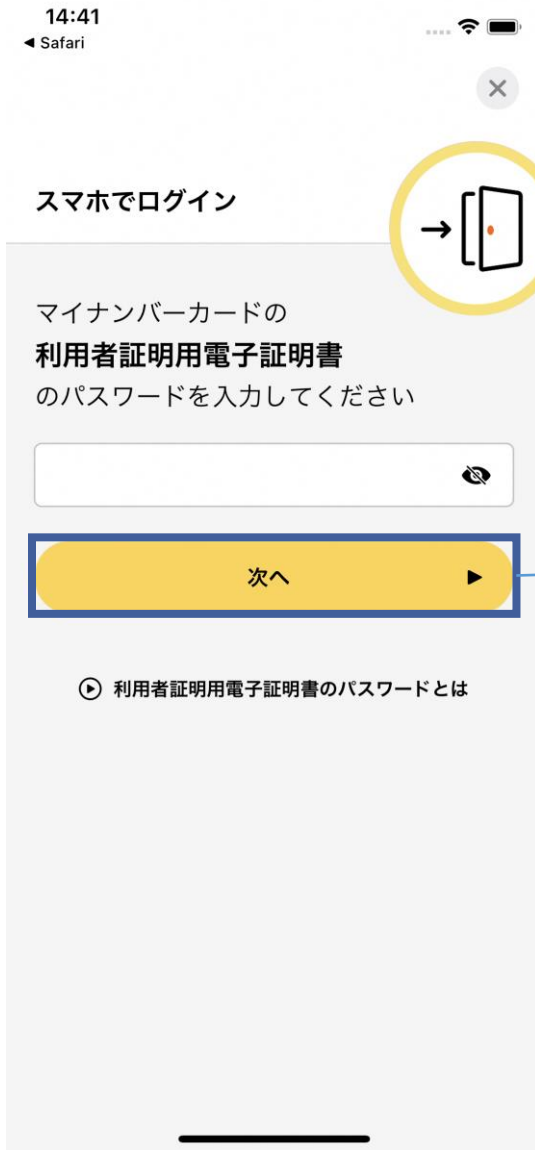 14:41
◀ Safari
スマホでログイン
マイナンバーカードの
利用者証明用電子証明書
のパスワードを入力してください
次へ
利用者証明用電子証明書のパスワードとは